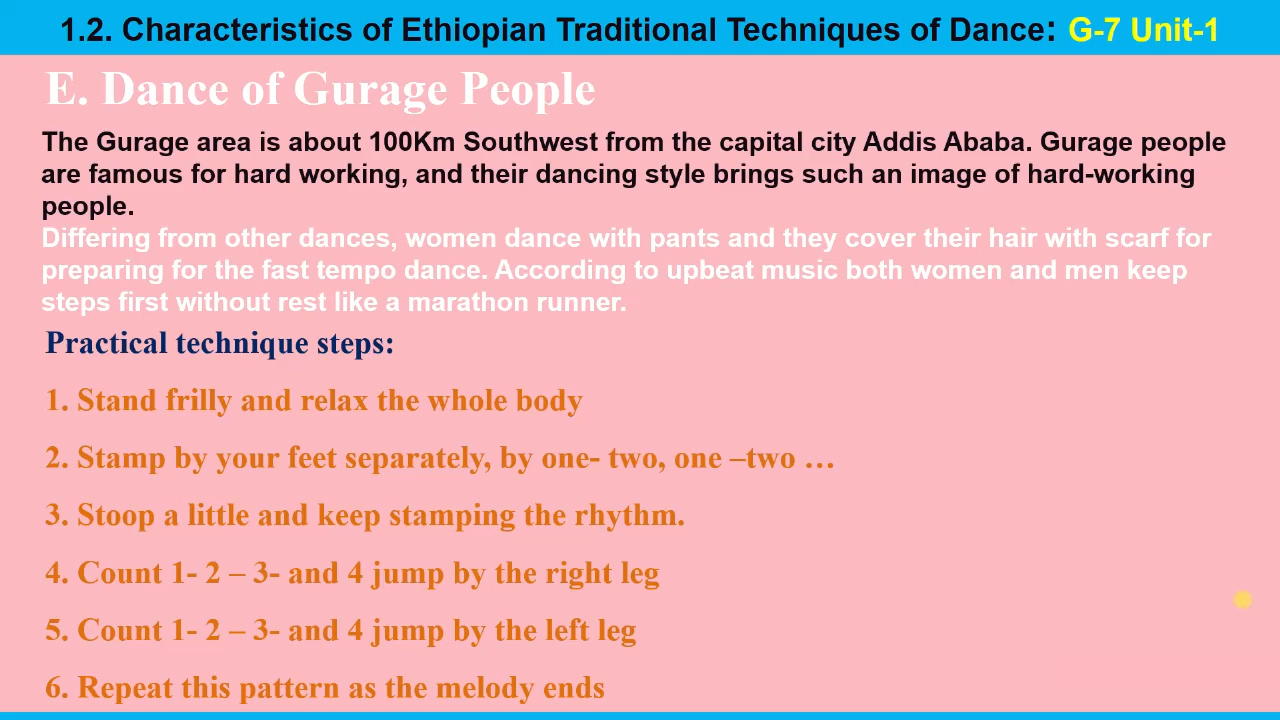 1.2. Characteristics of Ethiopian Traditional Techniques of Dance: G-7 Unit-1
E. Dance of Gurage People
The Gurage area is about 100Km Southwest from the capital city Addis Ababa. Gurage people
are famous for hard working, and their dancing style brings such an image of hard-working
people.
Differing from other dances, women dance with pants and they cover their hair with scarf for
preparing for the fast tempo dance. According to upbeat music both women and men keep
steps first without rest like a marathon runner.
Practical technique steps:
1. Stand frilly and relax the whole body
2. Stamp by your feet separately, by one- two, one –two …
3. Stoop a little and keep stamping the rhythm.
4. Count 1- 2 – 3- and 4 jump by the right leg
5. Count 1- 2 – 3- and 4 jump by the left leg
6. Repeat this pattern as the melody ends